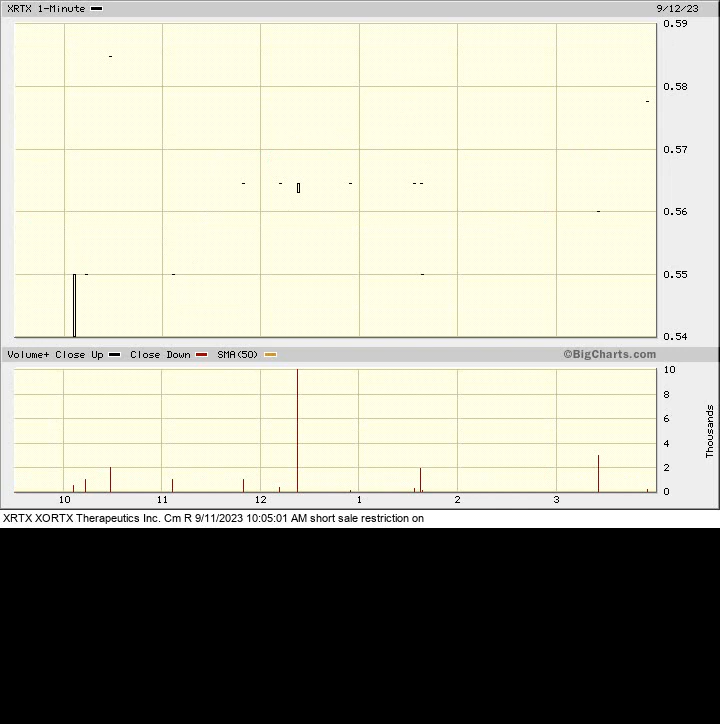 XRTX 1-Minute 9/12/23
0.59
0.58
0.57
0.56
0.55
0.54
Volume+ Close Up Close Down SMA(50) ©BigCharts.com
10
8
6
4
2
0
Thousands
10 11 12 1 2 3
XRTX XORTX Therapeutics Inc. Cm R 9/11/2023 10:05:01 AM short sale restriction on